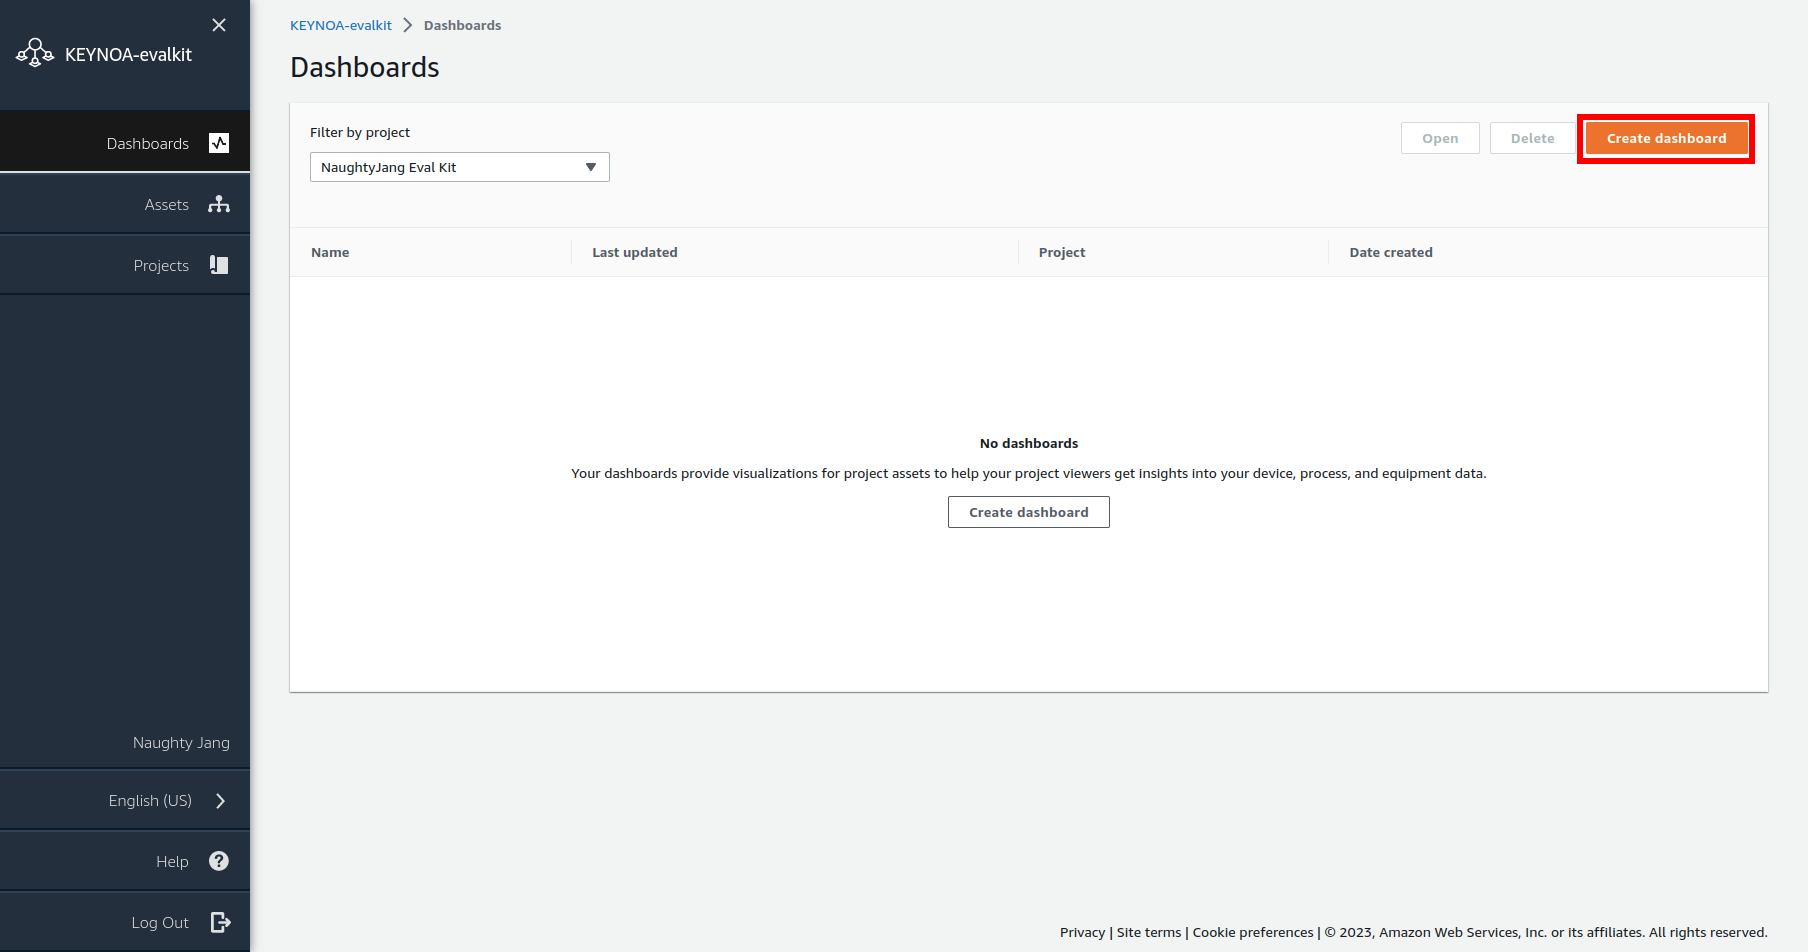 KEYNOA-evalkit
Dashboards
Assets
Projects
Naughty Jang
English (US)
Help
Log Out
KEYNOA-evalkit > Dashboards
Dashboards
Filter by project
NaughtyJang Eval Kit
Open Delete Create dashboard
Name Last updated Project Date created
No dashboards
Your dashboards provide visualizations for project assets to help your project viewers get insights into your device, process, and equipment data.
Create dashboard
Privacy | Site terms | Cookie preferences | © 2023, Amazon Web Services, Inc. or its affiliates. All rights reserved.